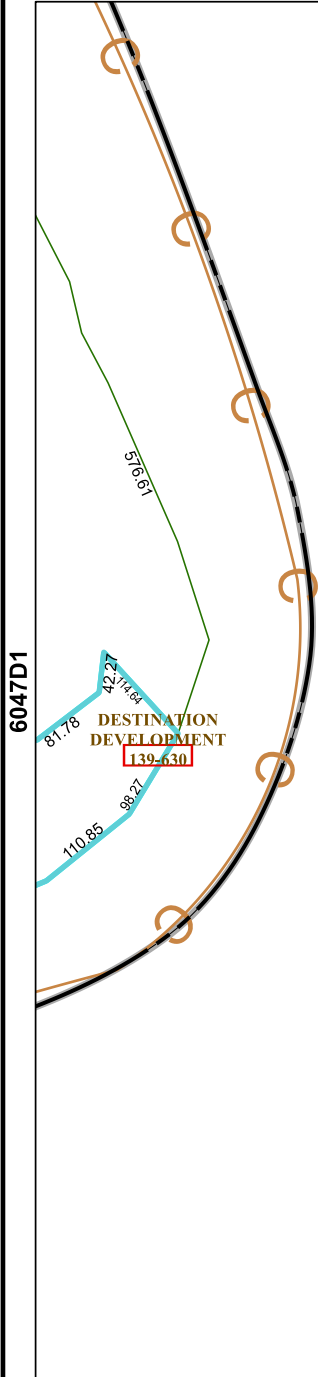 576.61
6047D1
42.27
114.64
81.78
DESTINATION
DEVELOPMENT
139-630
98.27
110.85